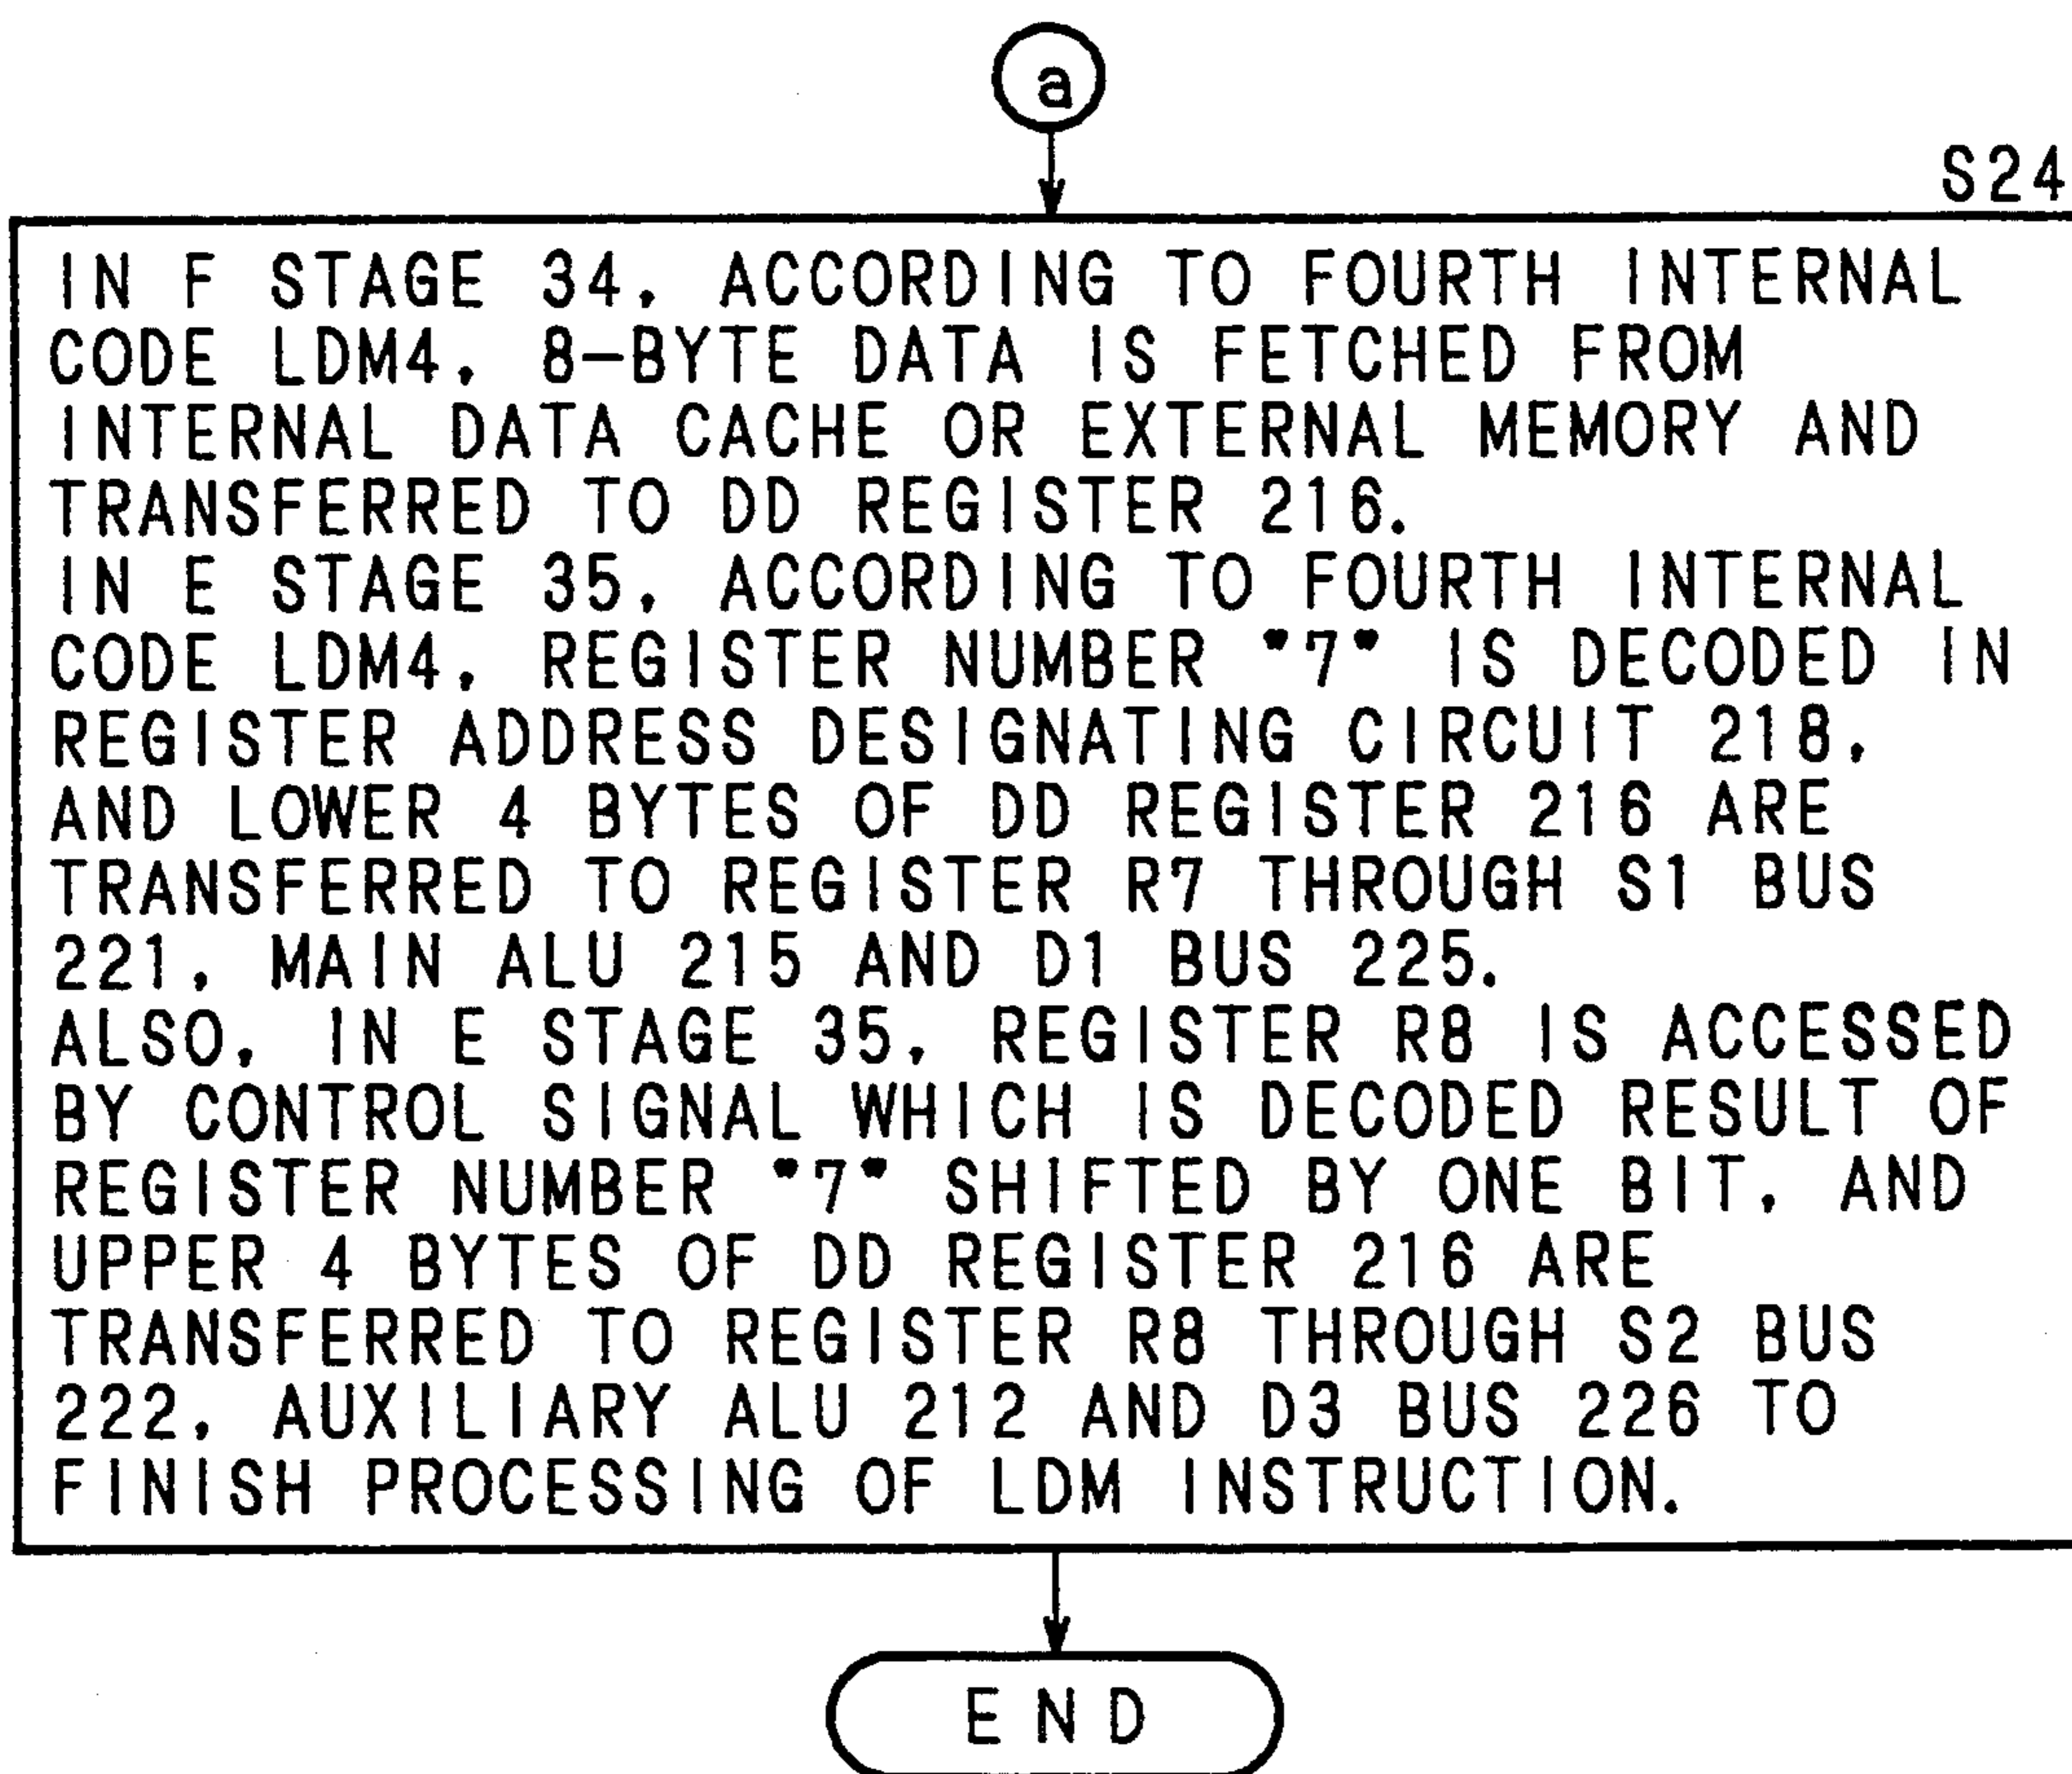 a
S24
IN F STAGE 34, ACCORDING TO FOURTH INTERNAL
CODE LDM4, 8-BYTE DATA IS FETCHED FROM
INTERNAL DATA CACHE OR EXTERNAL MEMORY AND
TRANSFERRED TO DD REGISTER 216.
IN E STAGE 35, ACCORDING TO FOURTH INTERNAL
CODE LDM4, REGISTER NUMBER "7" IS DECODED IN
REGISTER ADDRESS DESIGNATING CIRCUIT 218,
AND LOWER 4 BYTES OF DD REGISTER 216 ARE
TRANSFERRED TO REGISTER R7 THROUGH S1 BUS
221, MAIN ALU 215 AND D1 BUS 225.
ALSO, IN E STAGE 35, REGISTER R8 IS ACCESSED
BY CONTROL SIGNAL WHICH IS DECODED RESULT OF
REGISTER NUMBER "7" SHIFTED BY ONE BIT, AND
UPPER 4 BYTES OF DD REGISTER 216 ARE
TRANSFERRED TO REGISTER R8 THROUGH S2 BUS
222, AUXILIARY ALU 212 AND D3 BUS 226 TO
FINISH PROCESSING OF LDM INSTRUCTION.
END